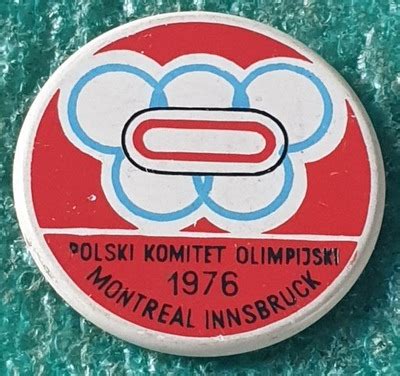 POLSKI KOMITET OLIMPIJSKI
1976
MONTREAL INNSBRUCK